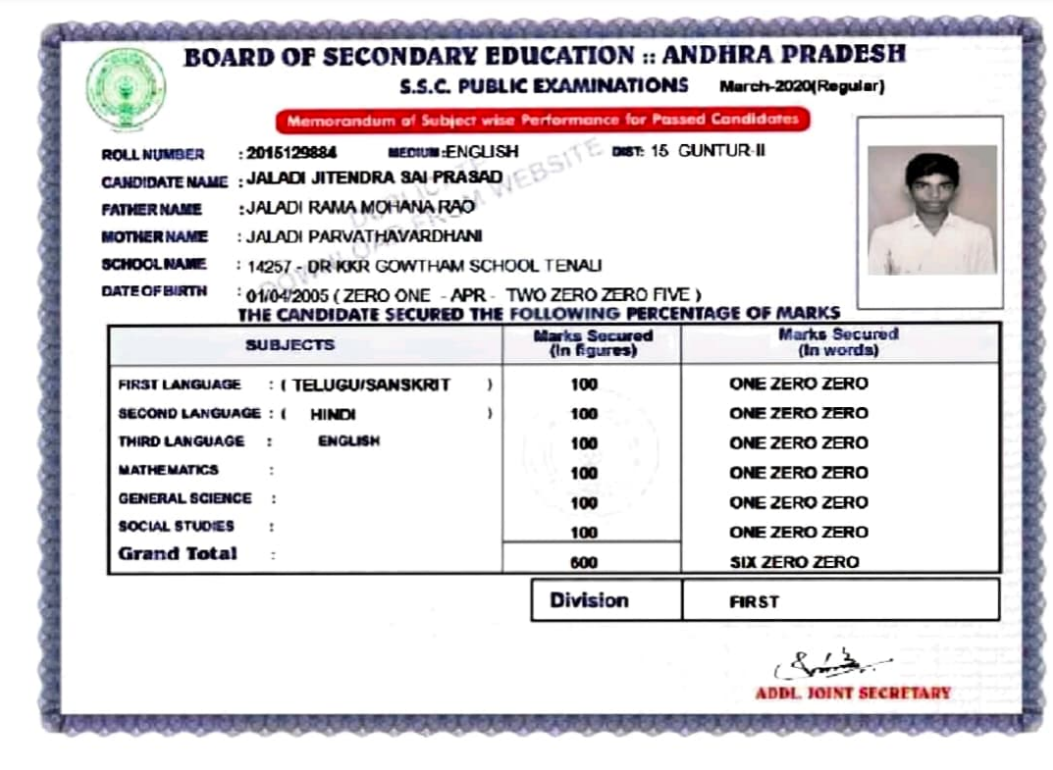 BOARD OF SECONDARY EDUCATION :: ANDHRA PRADESH
S.S.C. PUBLIC EXAMINATIONS March-2020(Regular)
Memorandum of Subject wise Performance for Passed Candidates
ROLL NUMBER : 2015129884 MEDIUM :ENGLISH DIST: 15 GUNTUR-II
CANDIDATE NAME : JALADI JITENDRA SAI PRASAD
FATHER NAME : JALADI RAMA MOHANA RAO
MOTHER NAME : JALADI PARVATHAVARDHANI
SCHOOL NAME : 14257 - DR KKR GOWTHAM SCHOOL TENALI
DATE OF BIRTH : 01/04/2005 ( ZERO ONE - APR - TWO ZERO ZERO FIVE )
DUPLICATE
DOWNLOAD FROM WEBSITE
THE CANDIDATE SECURED THE FOLLOWING PERCENTAGE OF MARKS
SUBJECTS Marks Secured (In figures) Marks Secured (In words)
FIRST LANGUAGE : ( TELUGU/SANSKRIT ) 100 ONE ZERO ZERO
SECOND LANGUAGE : ( HINDI ) 100 ONE ZERO ZERO
THIRD LANGUAGE : ENGLISH 100 ONE ZERO ZERO
MATHEMATICS : 100 ONE ZERO ZERO
GENERAL SCIENCE : 100 ONE ZERO ZERO
SOCIAL STUDIES : 100 ONE ZERO ZERO
Grand Total : 600 SIX ZERO ZERO
Division FIRST
ADDL. JOINT SECRETARY